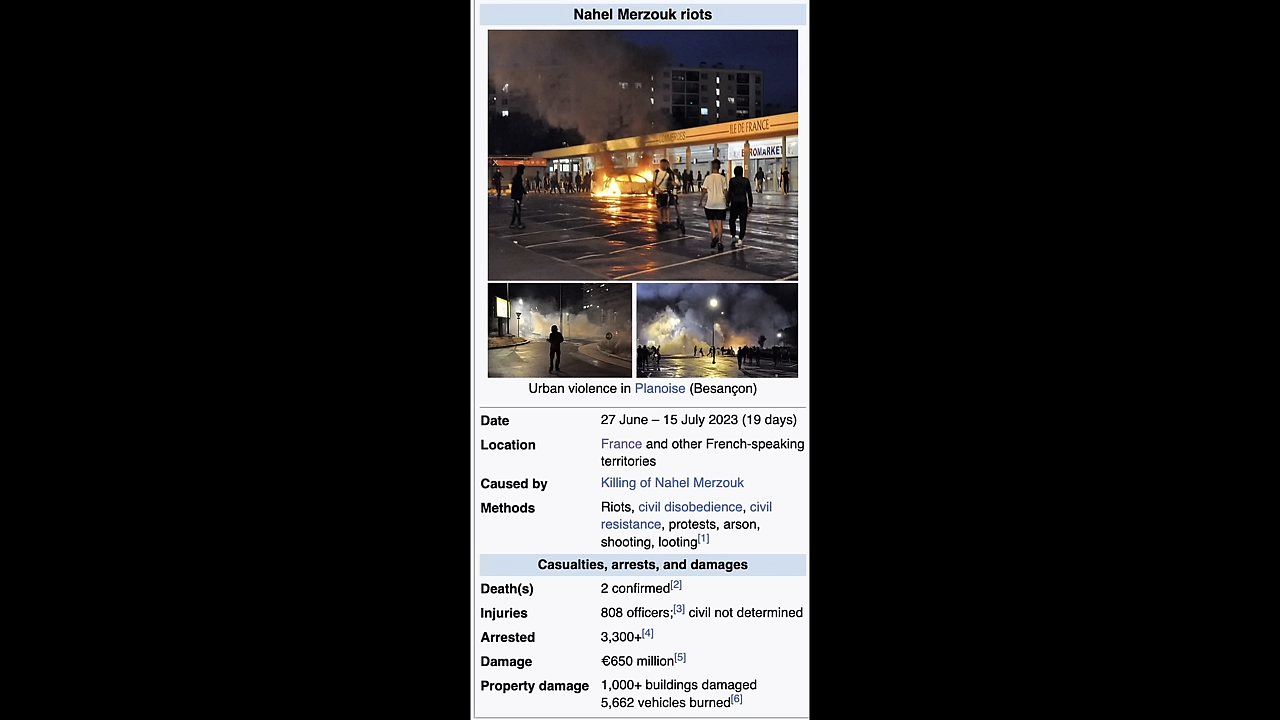 Nahel Merzouk riots
ILE DE FRANCE
Urban violence in Planoise (Besançon)
Date 27 June – 15 July 2023 (19 days)
Location France and other French-speaking
territories
Caused by Killing of Nahel Merzouk
Methods Riots, civil disobedience, civil
resistance, protests, arson,
shooting, looting[1]
Casualties, arrests, and damages
Death(s) 2 confirmed[2]
Injuries 808 officers;[3] civil not determined
Arrested 3,300+[4]
Damage €650 million[5]
Property damage 1,000+ buildings damaged
5,662 vehicles burned[6]